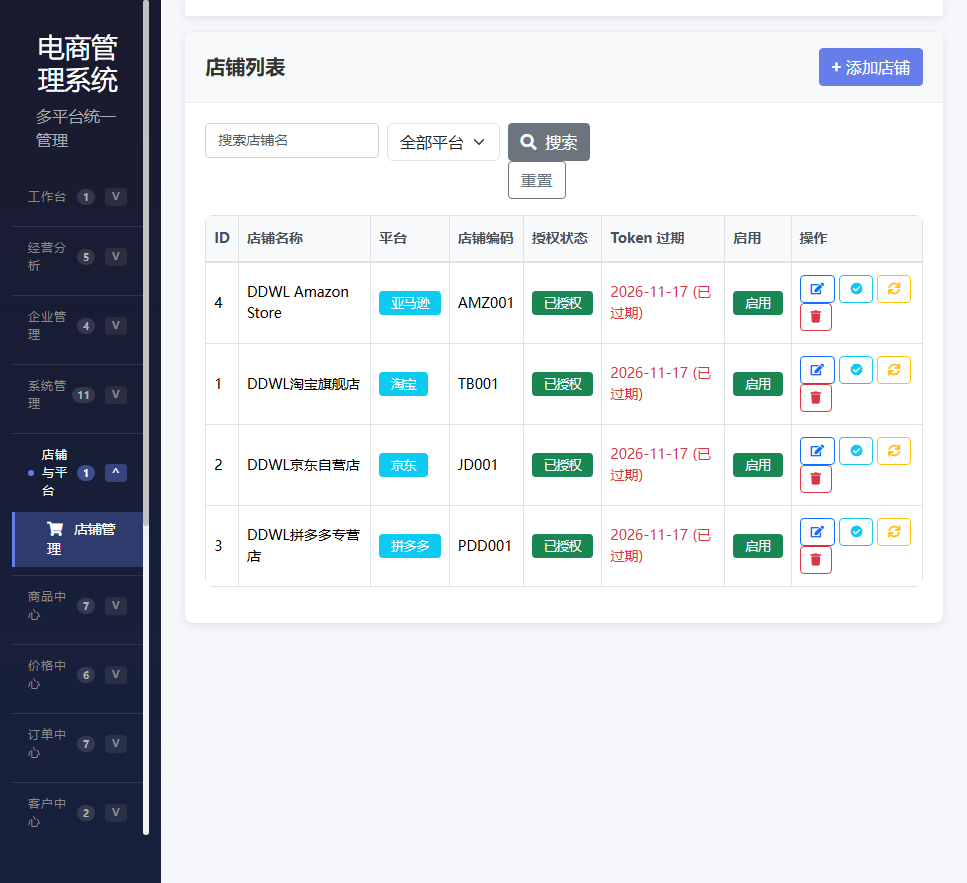 电商管
理系统
多平台统一
管理
工作台 1 V
经营分
析 5 V
企业管
理 4 V
系统管
理 11 V
店铺
与平
台 1 ^
店铺管
理
商品中
心 7 V
价格中
心 6 V
订单中
心 7 V
客户中
心 2 V
店铺列表
+ 添加店铺
搜索店铺名
全部平台
搜索
重置
ID 店铺名称 平台 店铺编码 授权状态 Token 过期 启用 操作
4 DDWL Amazon
Store 亚马逊 AMZ001 已授权 2026-11-17 (已
过期) 启用
1 DDWL淘宝旗舰店 淘宝 TB001 已授权 2026-11-17 (已
过期) 启用
2 DDWL京东自营店 京东 JD001 已授权 2026-11-17 (已
过期) 启用
3 DDWL拼多多专营
店 拼多多 PDD001 已授权 2026-11-17 (已
过期) 启用